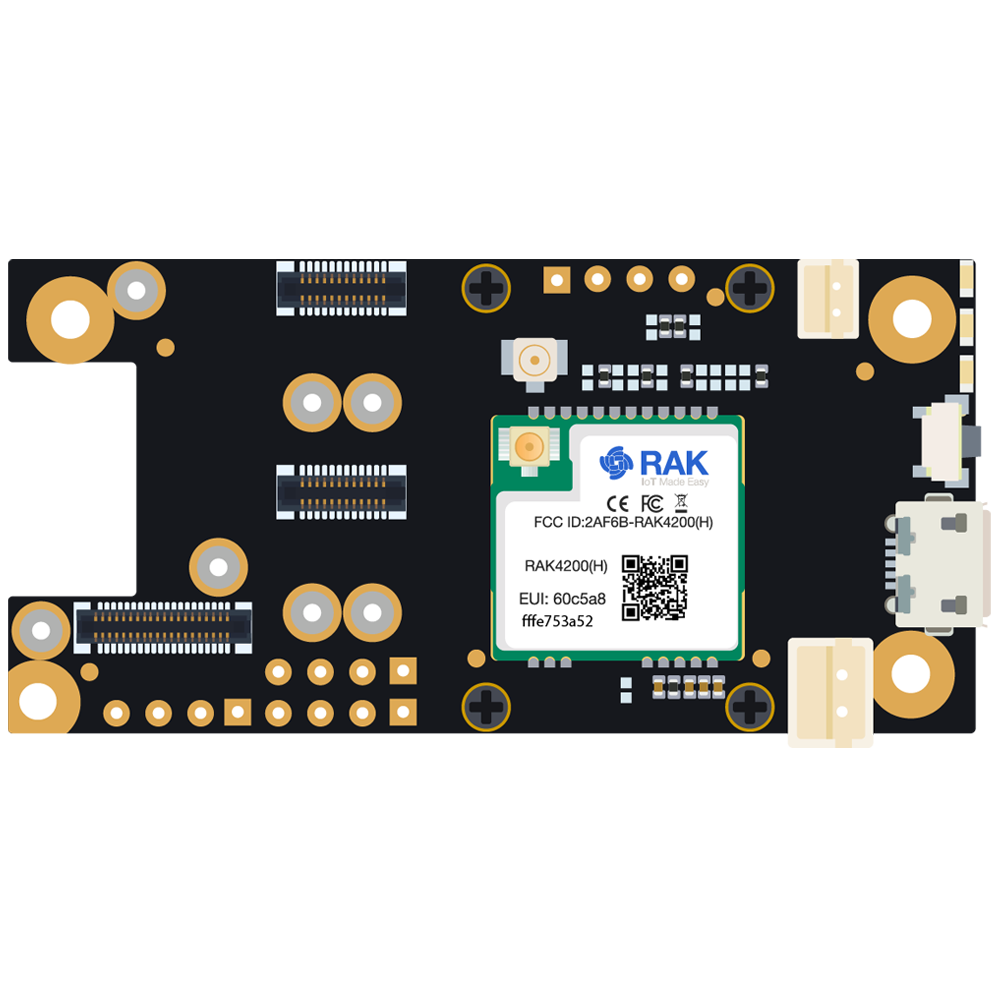 RAK
IoT Made Easy
CE FC
FCC ID:2AF6B-RAK4200(H)
RAK4200(H)
EUI: 60c5a8
fffe753a52